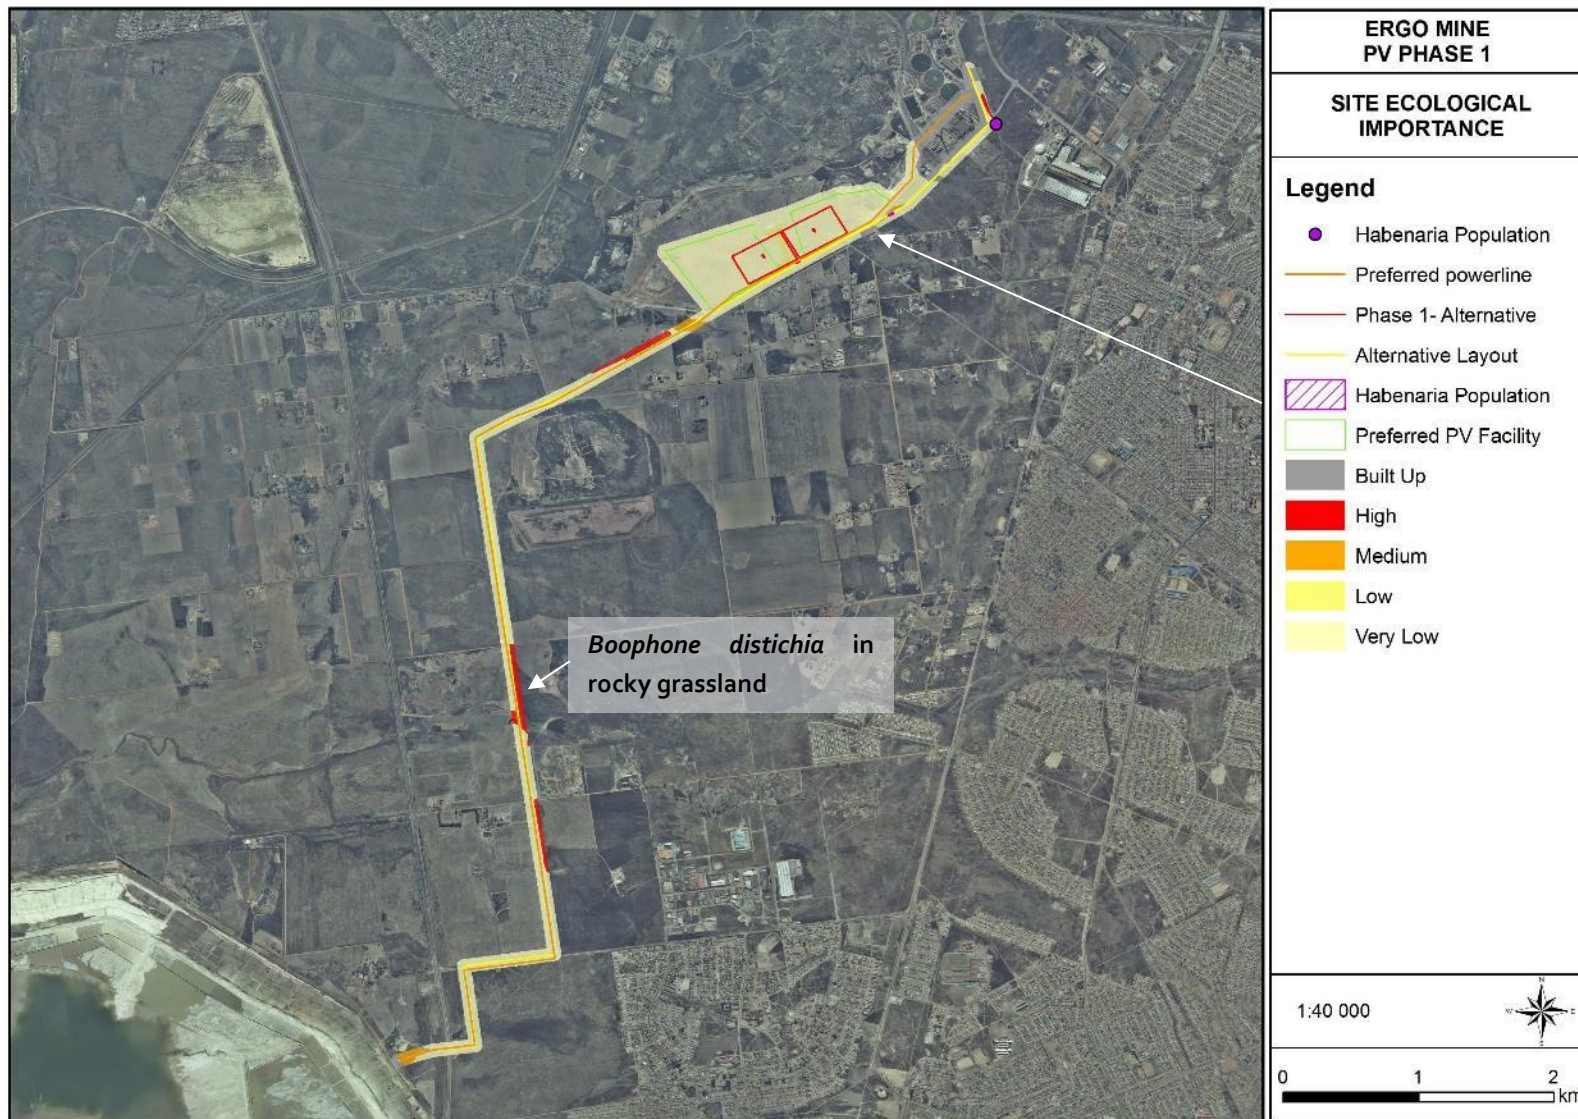 ERGO MINE
PV PHASE 1
SITE ECOLOGICAL
IMPORTANCE
Legend
Habenaria Population
Preferred powerline
Phase 1- Alternative
Alternative Layout
Habenaria Population
Preferred PV Facility
Built Up
High
Medium
Low
Very Low
Boophone distichia in
rocky grassland
1:40 000
N
W E
S
0 1 2
km